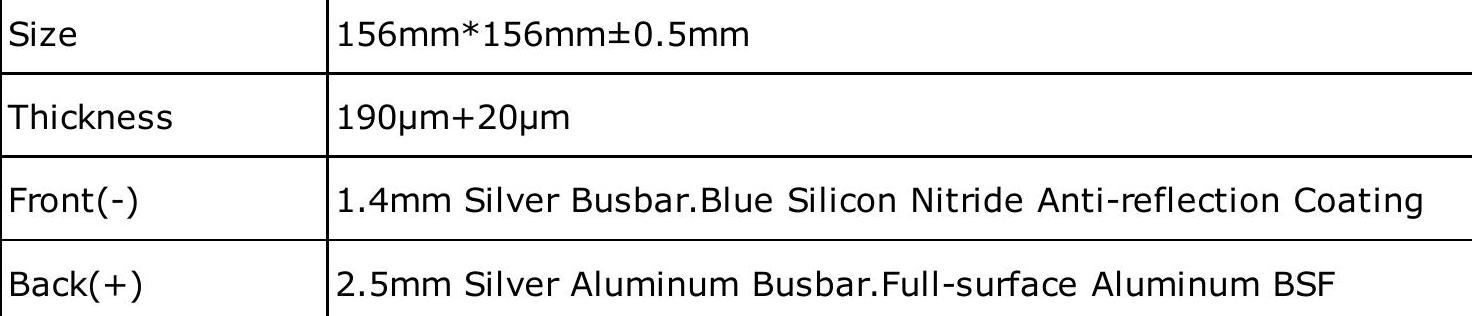 Size 156mm*156mm±0.5mm
Thickness 190μm+20μm
Front(-) 1.4mm Silver Busbar.Blue Silicon Nitride Anti-reflection Coating
Back(+) 2.5mm Silver Aluminum Busbar.Full-surface Aluminum BSF